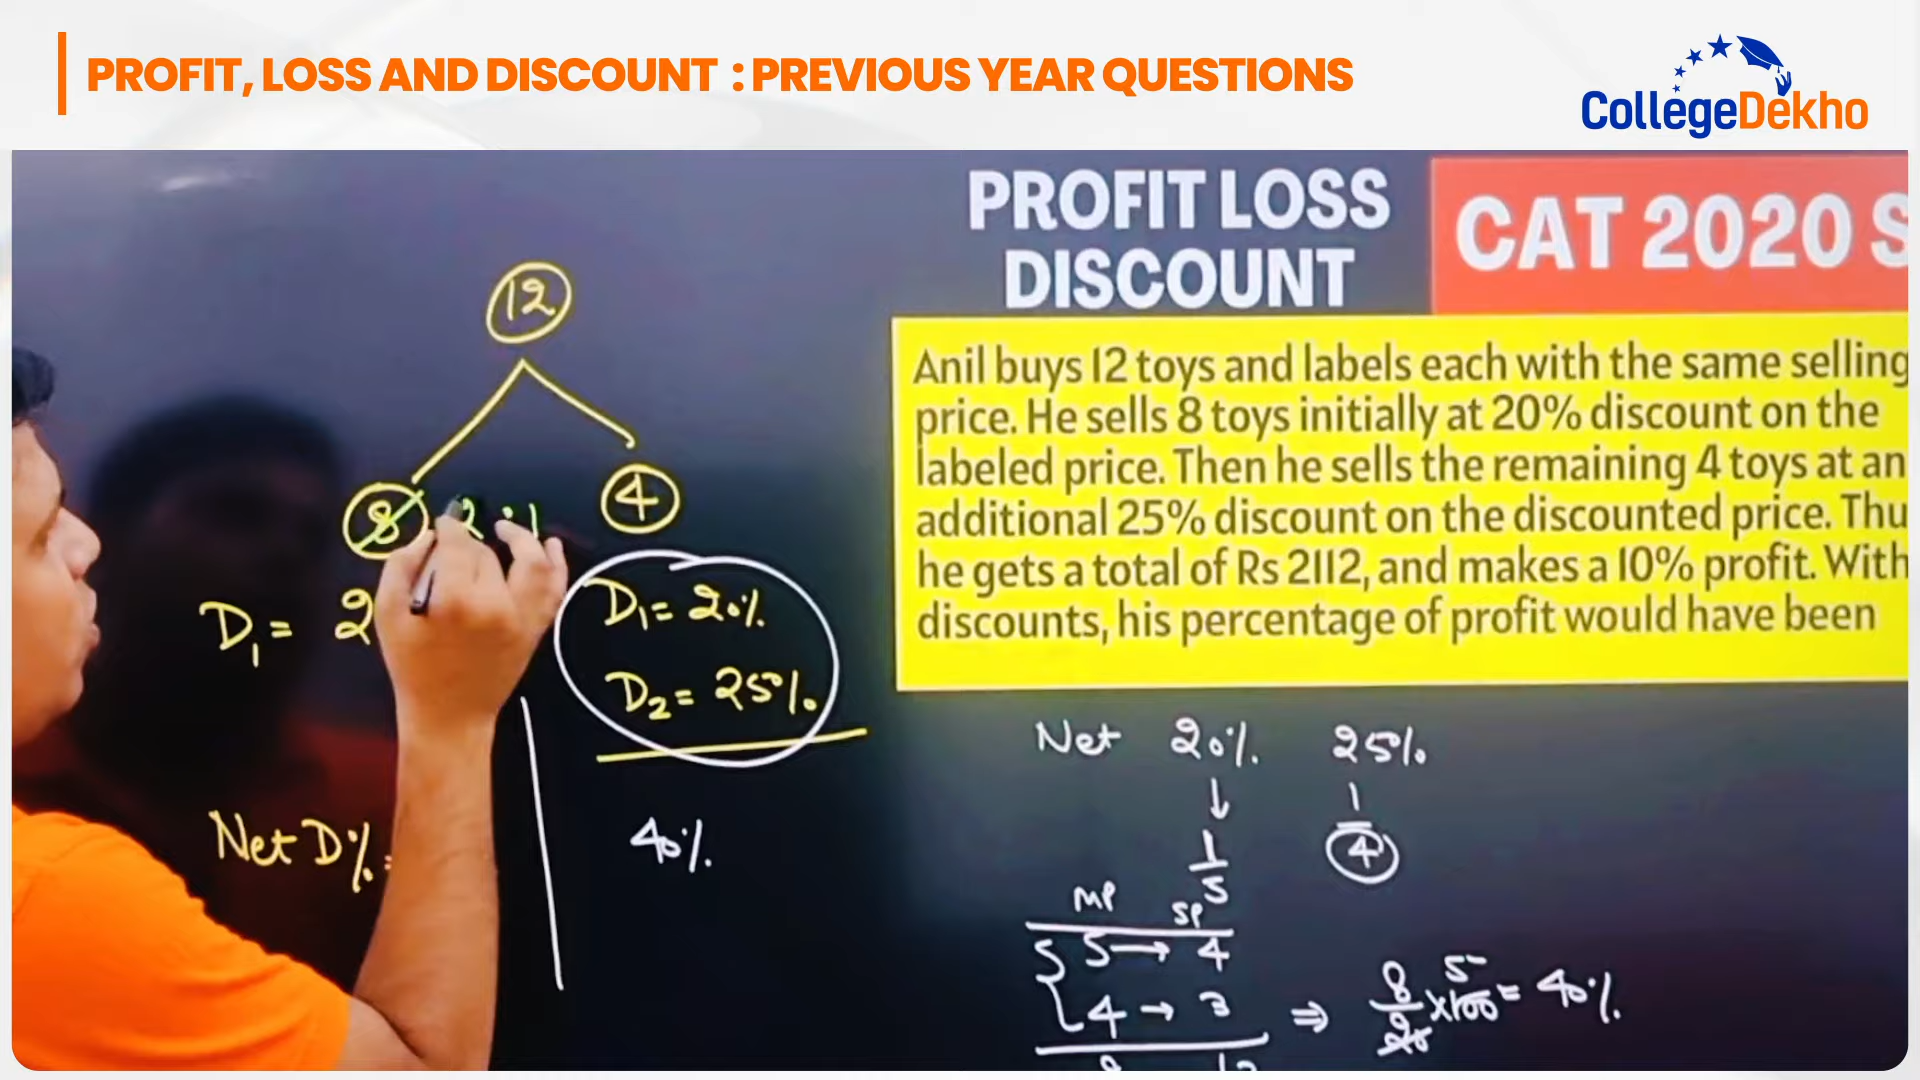 PROFIT, LOSS AND DISCOUNT : PREVIOUS YEAR QUESTIONS
CollegeDekho
PROFIT LOSS
DISCOUNT
CAT 2020 S
Anil buys 12 toys and labels each with the same selling
price. He sells 8 toys initially at 20% discount on the
labeled price. Then he sells the remaining 4 toys at an
additional 25% discount on the discounted price. Thu
he gets a total of Rs 2112, and makes a 10% profit. With
discounts, his percentage of profit would have been
12
8
4
D₁ = 2
D₁ = 20%
D₂ = 25%
Net D% =
40%
Net 20% 25%
↓ 1
1 4
5
MP SP
5 → 4
4 → 3 ⇒ 8/20 × 100 5 = 40%